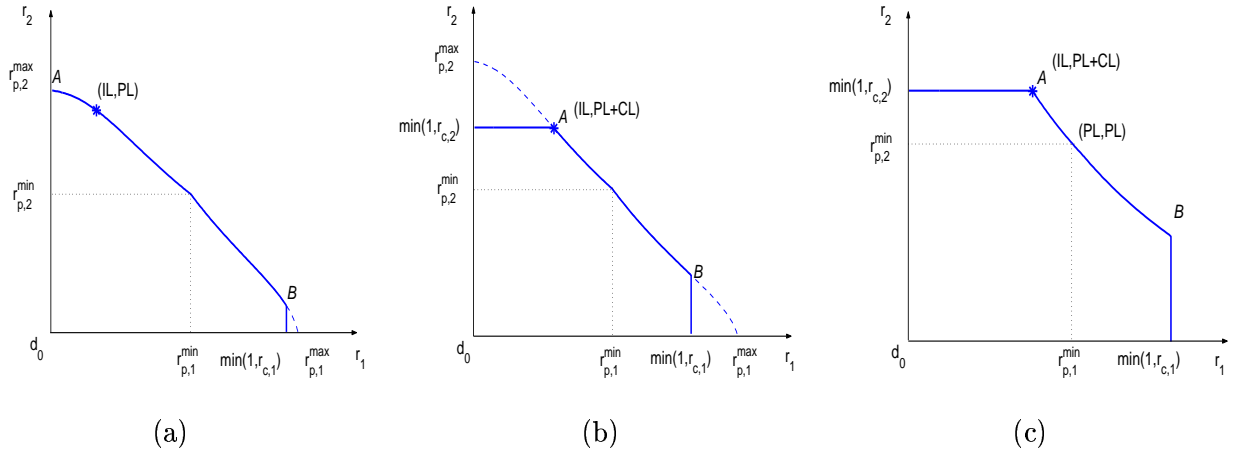 r_2
r_{p,2}^{max}
A
(IL,PL)
r_{p,2}^{min}
B
d_0
r_{p,1}^{min}
min(1,r_{c,1})
r_{p,1}^{max}
r_1
(a)
r_2
r_{p,2}^{max}
A
(IL,PL+CL)
min(1,r_{c,2})
r_{p,2}^{min}
B
d_0
r_{p,1}^{min}
min(1,r_{c,1})
r_{p,1}^{max}
r_1
(b)
r_2
(IL,PL+CL)
A
min(1,r_{c,2})
(PL,PL)
r_{p,2}^{min}
B
d_0
r_{p,1}^{min}
min(1,r_{c,1})
r_1
(c)